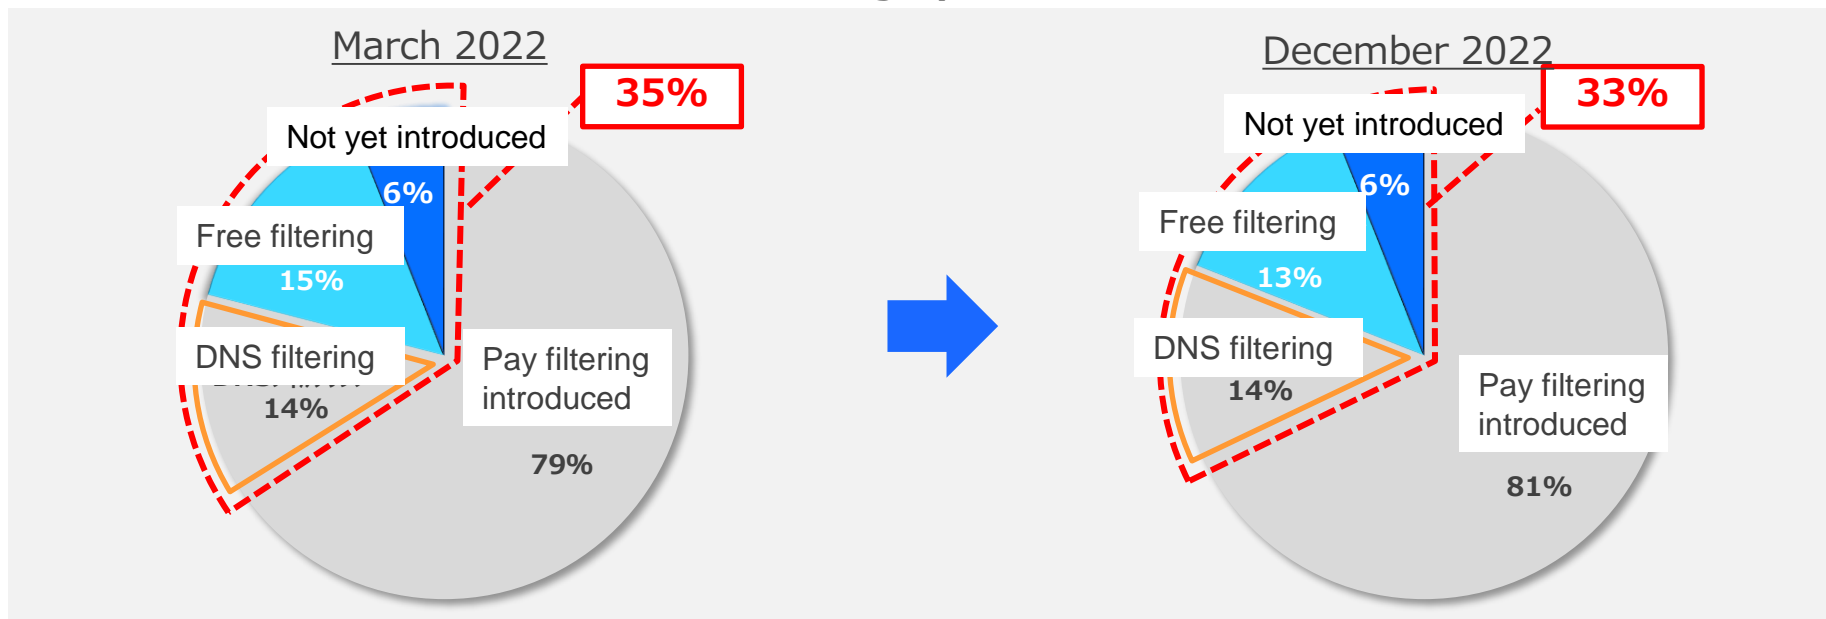 March 2022
35%
Not yet introduced
6%
Free filtering
15%
DNS filtering
14%
Pay filtering
introduced
79%
December 2022
33%
Not yet introduced
6%
Free filtering
13%
DNS filtering
14%
Pay filtering
introduced
81%